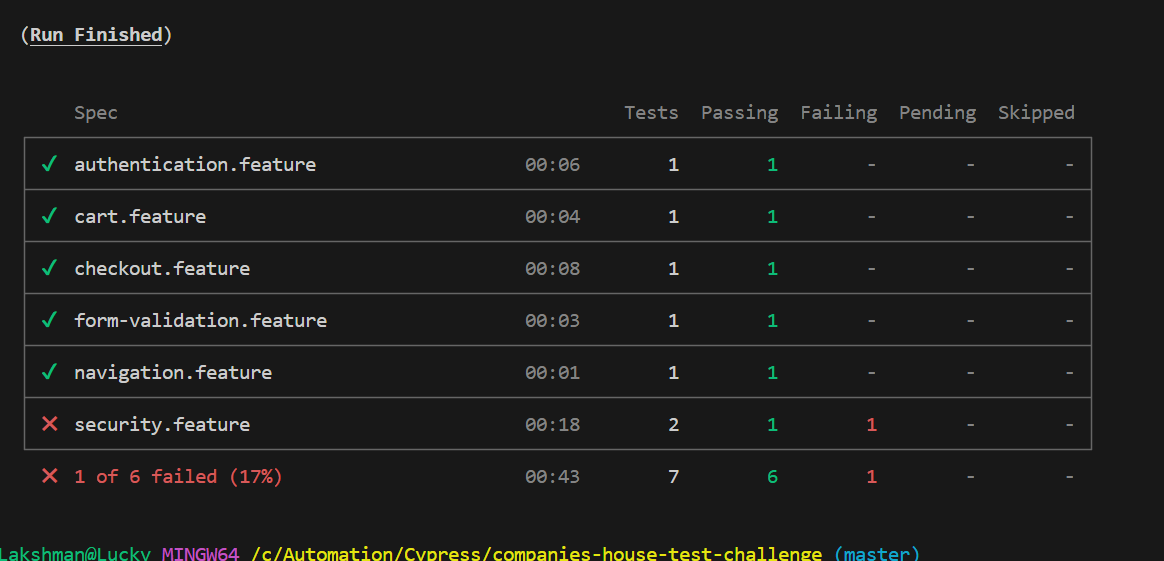 (Run Finished)
Spec Tests Passing Failing Pending Skipped
✓ authentication.feature 00:06 1 1 - - -
✓ cart.feature 00:04 1 1 - - -
✓ checkout.feature 00:08 1 1 - - -
✓ form-validation.feature 00:03 1 1 - - -
✓ navigation.feature 00:01 1 1 - - -
✕ security.feature 00:18 2 1 1 - -
✕ 1 of 6 failed (17%) 00:43 7 6 1 - -
Lakshman@Lucky MINGW64 /c/Automation/Cypress/companies-house-test-challenge (master)